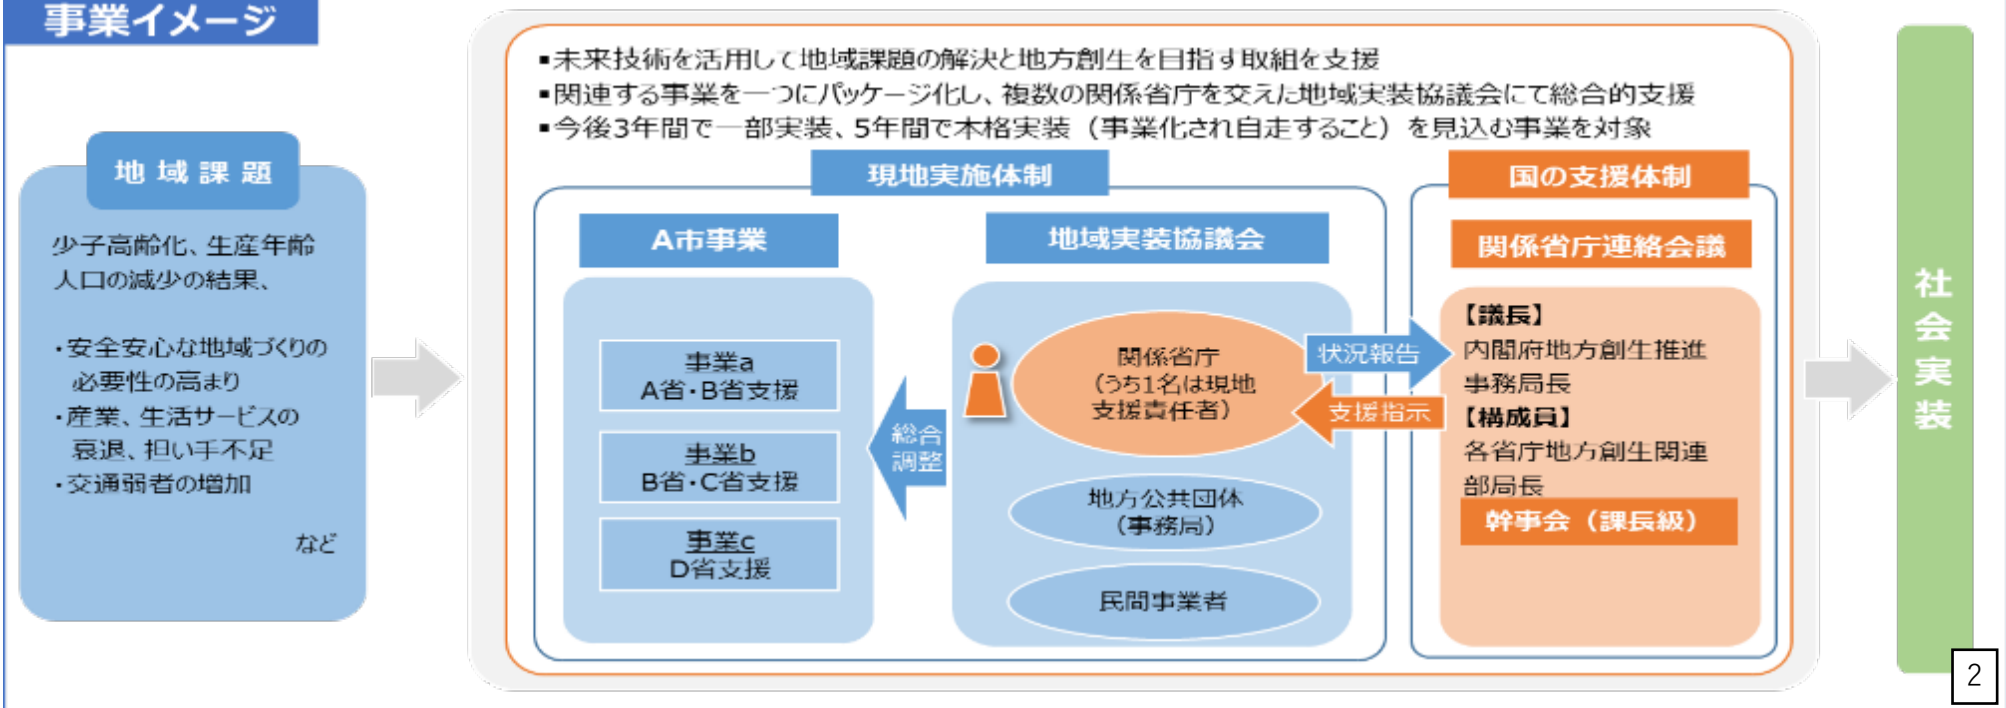 事業イメージ
▪未来技術を活用して地域課題の解決と地方創生を目指す取組を支援
▪関連する事業を一つにパッケージ化し、複数の関係省庁を交えた地域実装協議会にて総合的支援
▪今後3年間で一部実装、5年間で本格実装（事業化され自走すること）を見込む事業を対象
地域課題
少子高齢化、生産年齢
人口の減少の結果、
・安全安心な地域づくりの
必要性の高まり
・産業、生活サービスの
衰退、担い手不足
・交通弱者の増加
など
現地実施体制
A市事業
事業a
A省・B省支援
事業b
B省・C省支援
事業c
D省支援
総合
調整
地域実装協議会
関係省庁
（うち1名は現地
支援責任者）
地方公共団体
（事務局）
民間事業者
状況報告
支援指示
国の支援体制
関係省庁連絡会議
【議長】
内閣府地方創生推進
事務局長
【構成員】
各省庁地方創生関連
部局長
幹事会（課長級）
社会実装
2